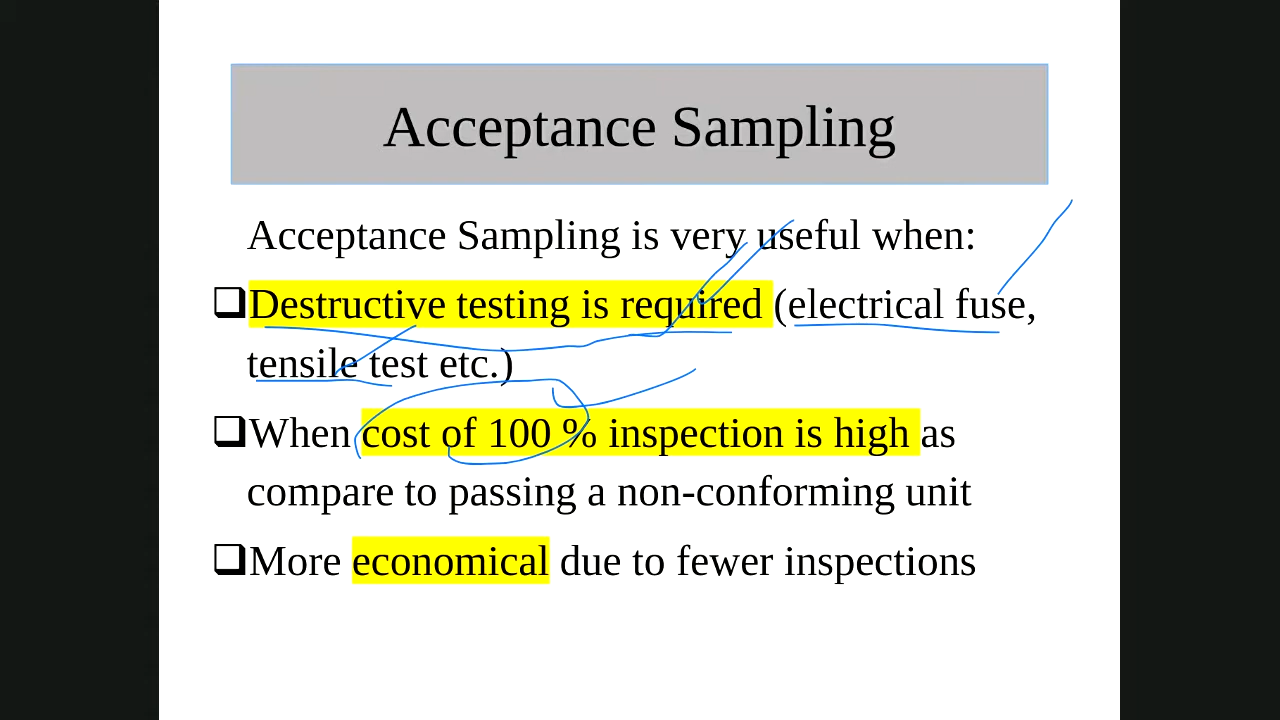 Acceptance Sampling
Acceptance Sampling is very useful when:
❑Destructive testing is required (electrical fuse,
tensile test etc.)
❑When cost of 100 % inspection is high as
compare to passing a non-conforming unit
❑More economical due to fewer inspections